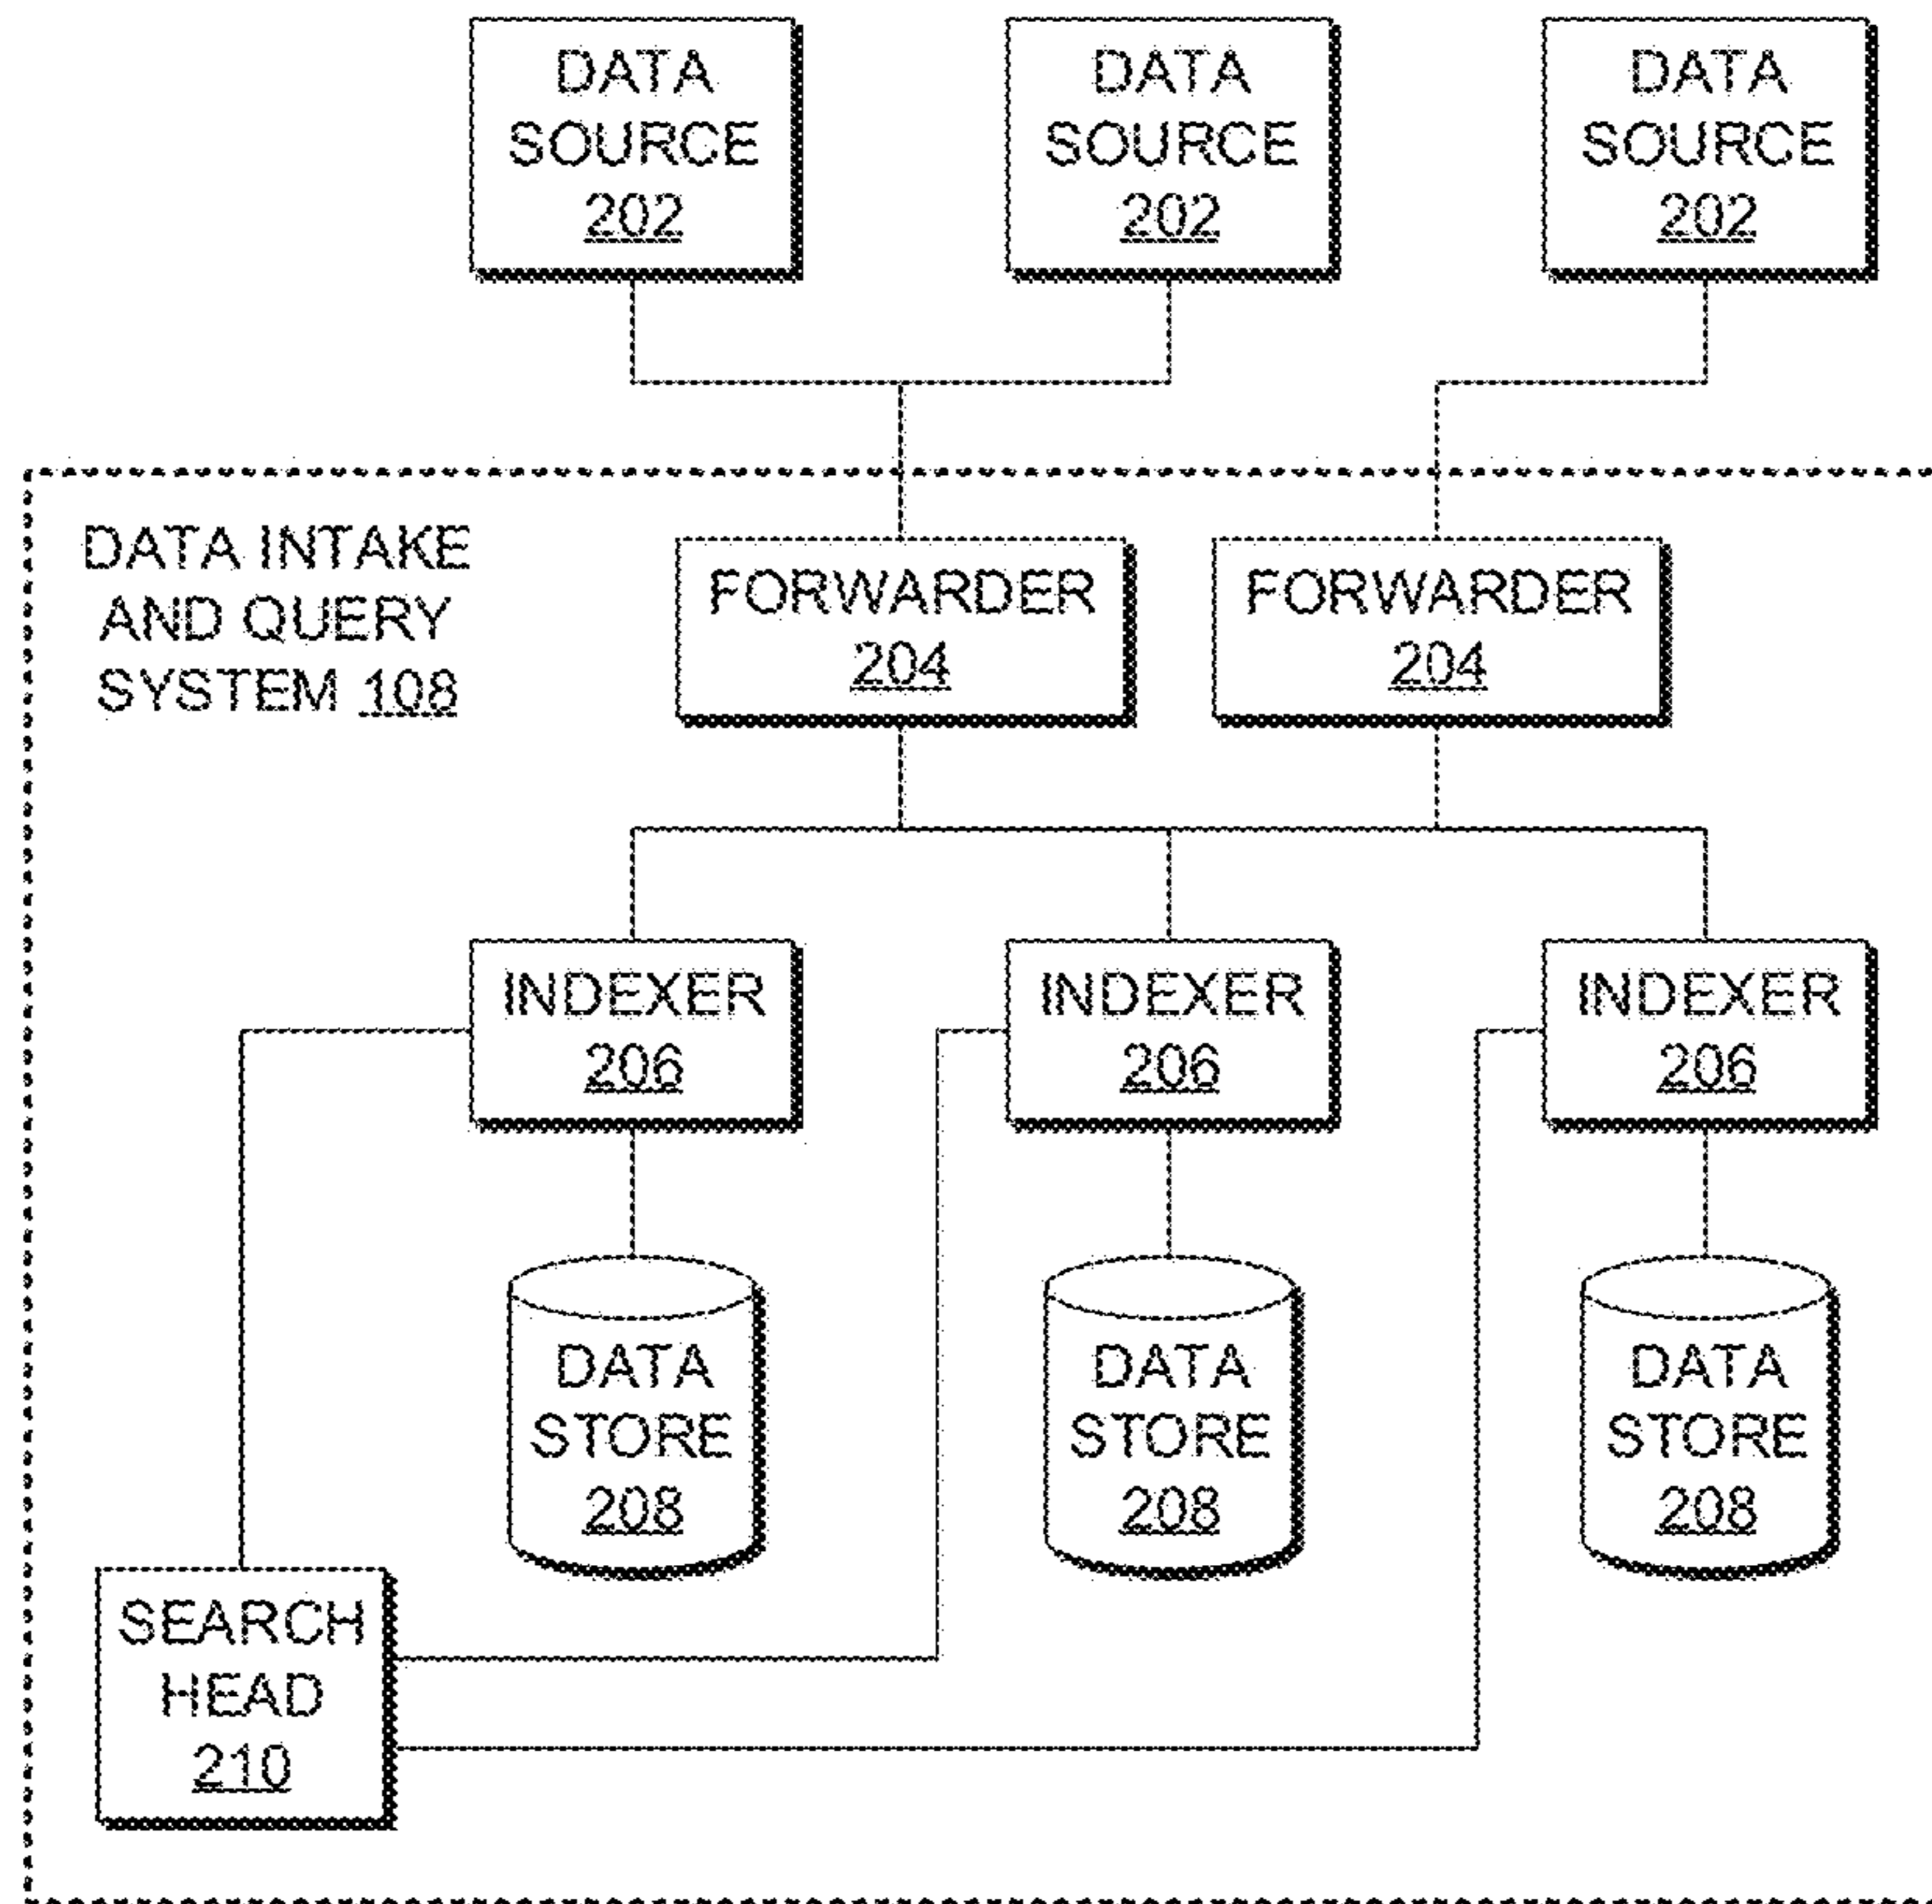 DATA
SOURCE
202
DATA
SOURCE
202
DATA
SOURCE
202
DATA INTAKE
AND QUERY
SYSTEM 108
FORWARDER
204
FORWARDER
204
INDEXER
206
INDEXER
206
INDEXER
206
DATA
STORE
208
DATA
STORE
208
DATA
STORE
208
SEARCH
HEAD
210